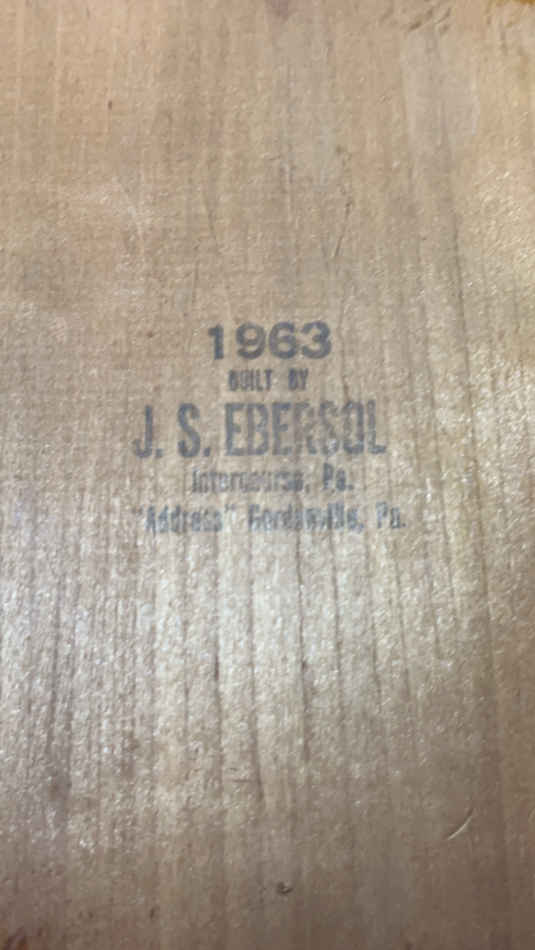 1963
BUILT BY
J. S. EBERSOL
Intercourse, Pa.
"Address" Gordonville, Pa.